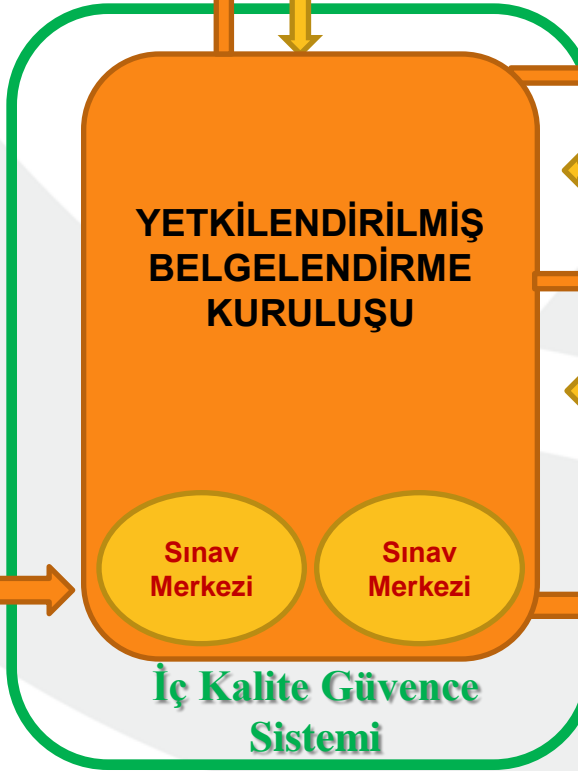 YETKİLENDİRİLMİŞ
BELGELENDİRME
KURULUŞU
Sınav
Merkezi
Sınav
Merkezi
İç Kalite Güvence
Sistemi